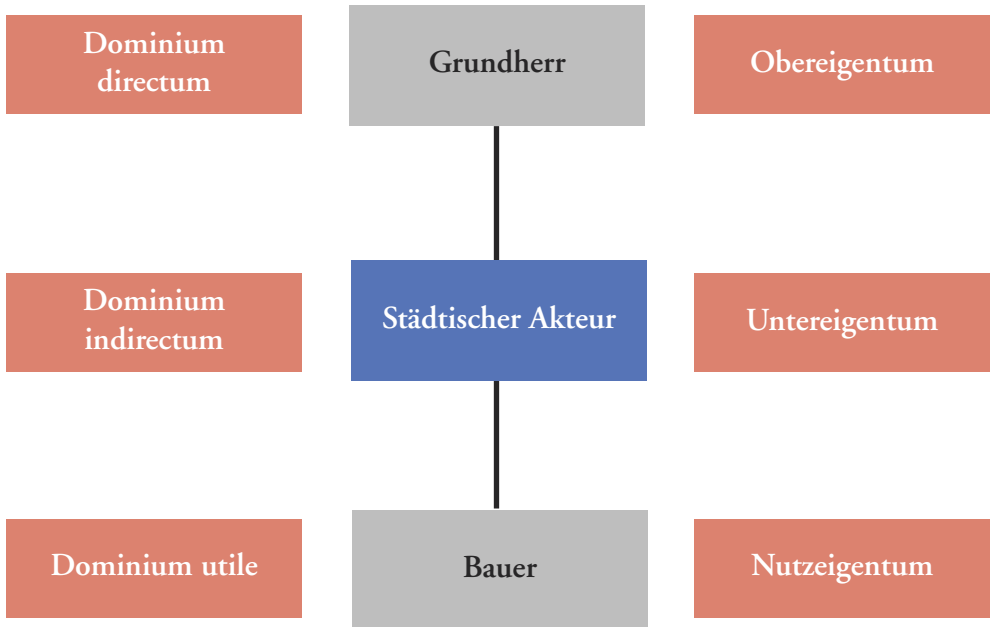 Dominium
directum
Grundherr
Obereigentum
Dominium
indirectum
Städtischer Akteur
Untereigentum
Dominium utile
Bauer
Nutzeigentum